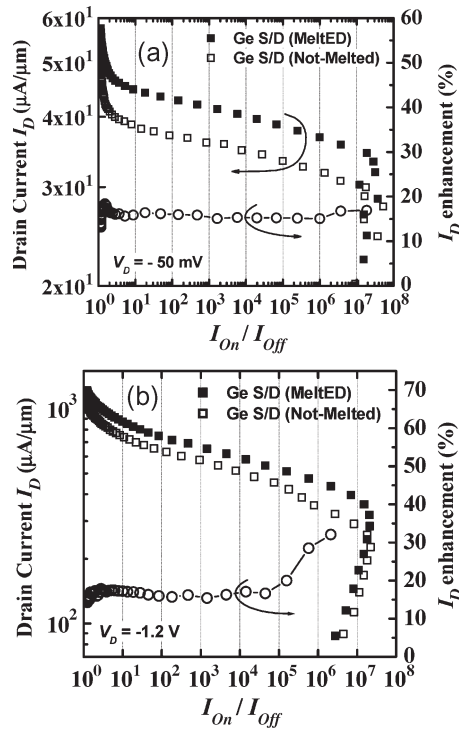 (a)
Ge S/D (MeltED)
Ge S/D (Not-Melted)
V_D = - 50 mV
Drain Current I_D (μA/μm)
6x10¹
5x10¹
4x10¹
3x10¹
2x10¹
I_D enhancement (%)
60
50
40
30
20
10
0
10⁰ 10¹ 10² 10³ 10⁴ 10⁵ 10⁶ 10⁷ 10⁸
I_On / I_Off
(b)
Ge S/D (MeltED)
Ge S/D (Not-Melted)
V_D = -1.2 V
Drain Current I_D (μA/μm)
10³
10²
I_D enhancement (%)
70
60
50
40
30
20
10
0
10⁰ 10¹ 10² 10³ 10⁴ 10⁵ 10⁶ 10⁷ 10⁸
I_On / I_Off